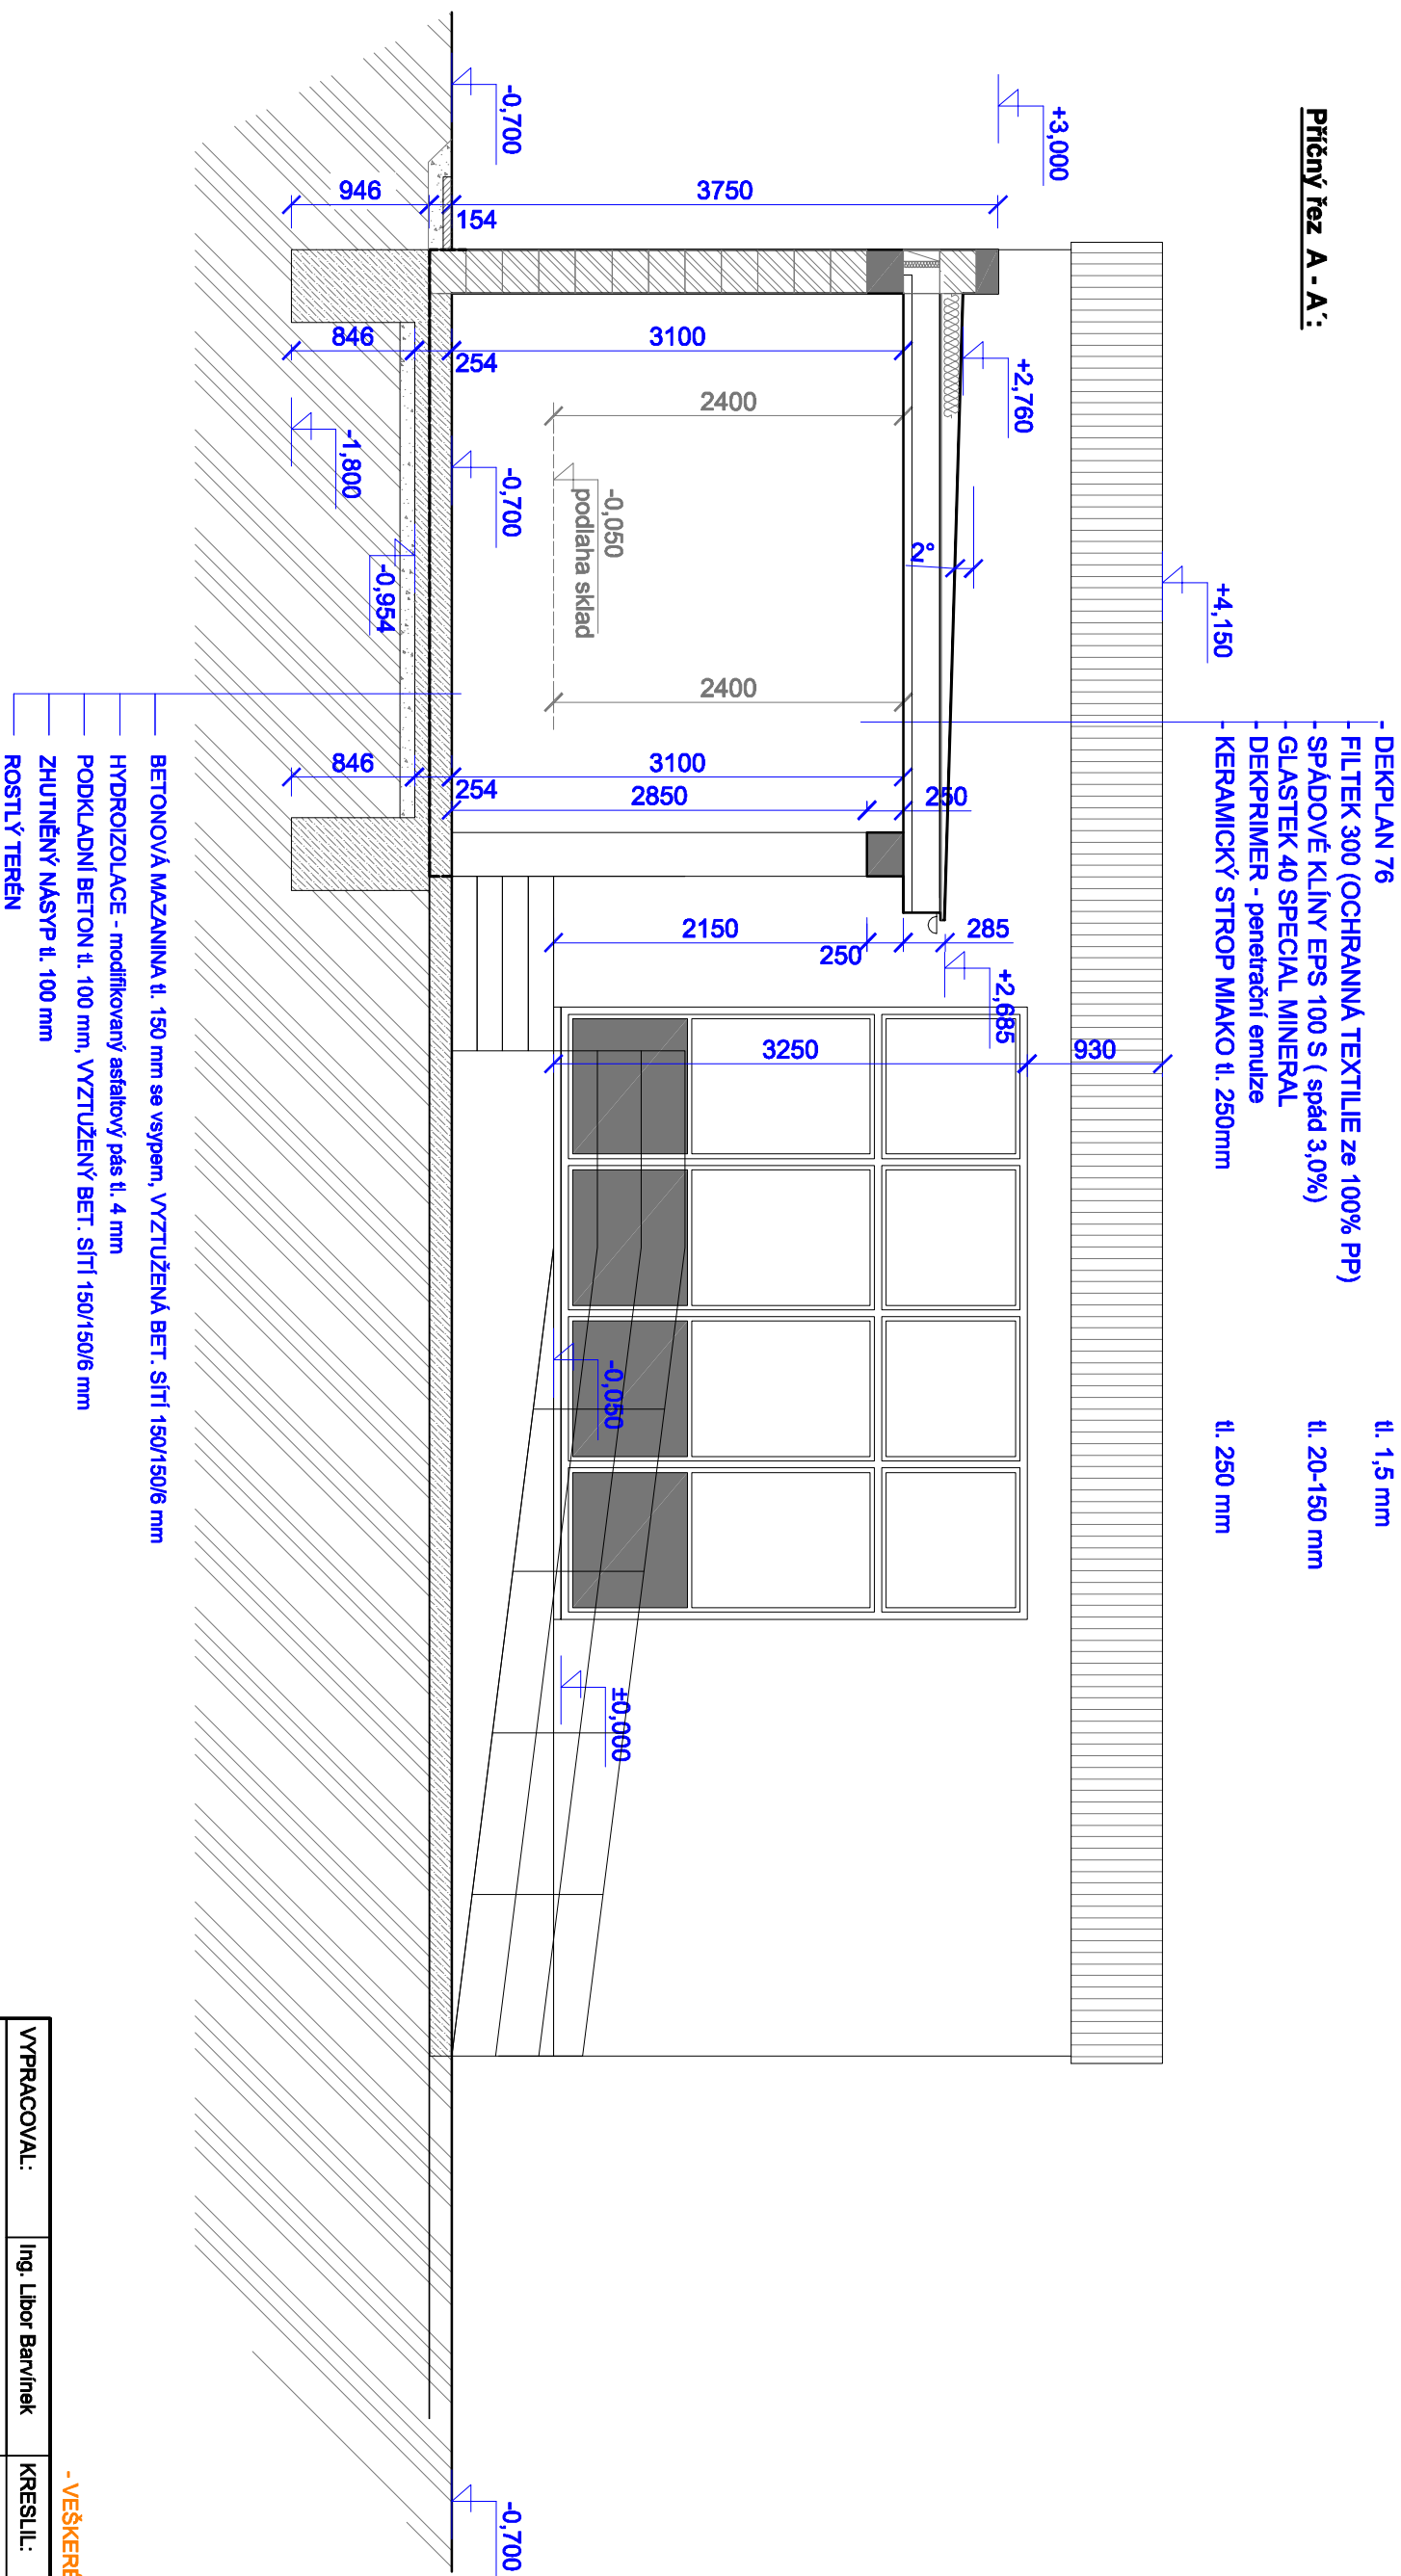 Příčný řez A - A´:
- DEKPLAN 76 tl. 1,5 mm
- FILTEK 300 (OCHRANNÁ TEXTILIE ze 100% PP)
- SPÁDOVÉ KLÍNY EPS 100 S ( spád 3,0%) tl. 20-150 mm
- GLASTEK 40 SPECIAL MINERAL
- DEKPRIMER - penetrační emulze
- KERAMICKÝ STROP MIAKO tl. 250mm tl. 250 mm
+4,150
+3,000
+2,760
+2,685
930
285
2°
250
250
3750
3100
2400
2400
3100
2850
2150
3250
-0,050
podlaha sklad
-0,050
±0,000
-0,700
-0,700
-0,700
154
254
254
946
846
846
-1,800
-0,954
BETONOVÁ MAZANINA tl. 150 mm se vsypem, VYZTUŽENÁ BET. SÍTÍ 150/150/6 mm
HYDROIZOLACE - modifikovaný asfaltový pás tl. 4 mm
PODKLADNÍ BETON tl. 100 mm, VYZTUŽENÝ BET. SÍTÍ 150/150/6 mm
ZHUTNĚNÝ NÁSYP tl. 100 mm
ROSTLÝ TERÉN
- VEŠKERÉ
VYPRACOVAL: Ing. Libor Barvínek KRESLIL: